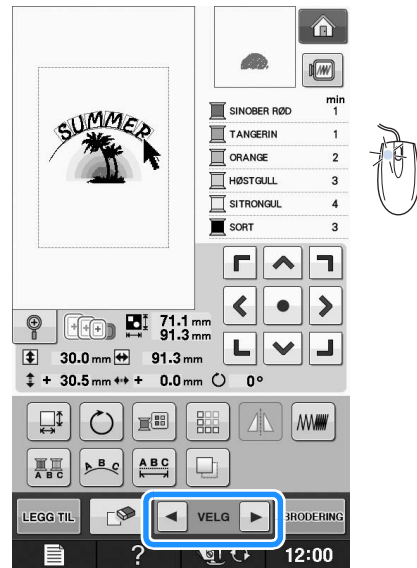 SUMMER
min
SINOBER RØD 1
TANGERIN 1
ORANGE 2
HØSTGULL 3
SITRONGUL 4
SORT 3
71.1 mm
91.3 mm
30.0 mm 91.3 mm
+ 30.5 mm + 0.0 mm 0°
A B C A B C A B C
LEGG TIL VELG BRODERING
? 12:00